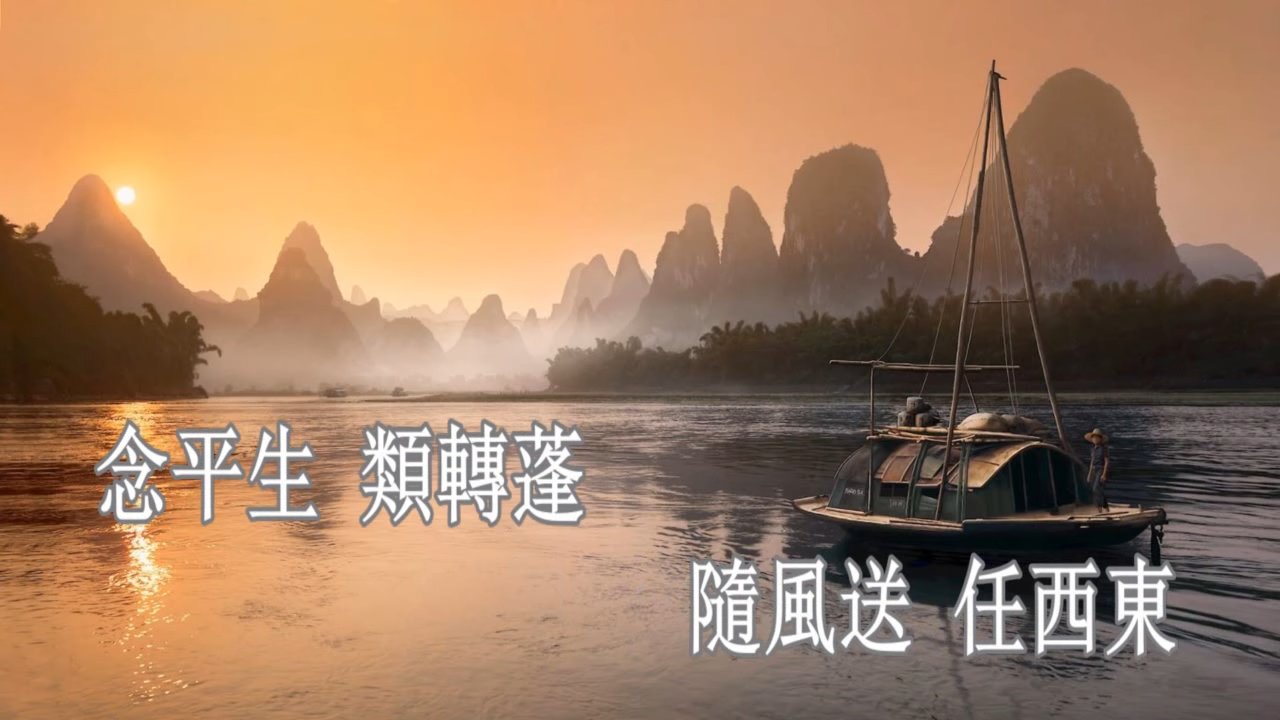 念平生 類轉蓬
隨風送 任西東